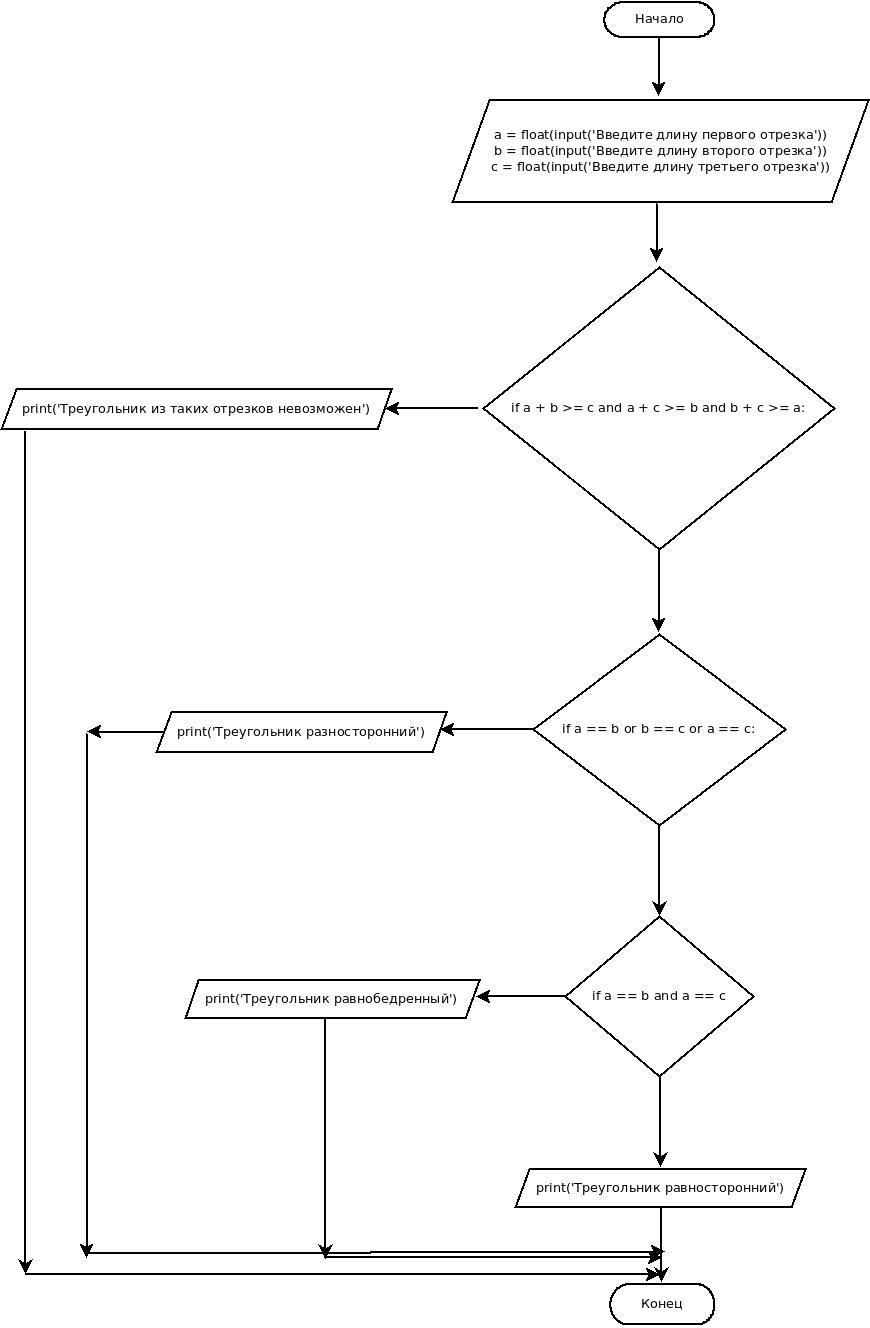 Начало
a = float(input('Введите длину первого отрезка'))
b = float(input('Введите длину второго отрезка'))
c = float(input('Введите длину третьего отрезка'))
if a + b >= c and a + c >= b and b + c >= a:
print('Треугольник из таких отрезков невозможен')
if a == b or b == c or a == c:
print('Треугольник разносторонний')
if a == b and a == c
print('Треугольник равнобедренный')
print('Треугольник равносторонний')
Конец